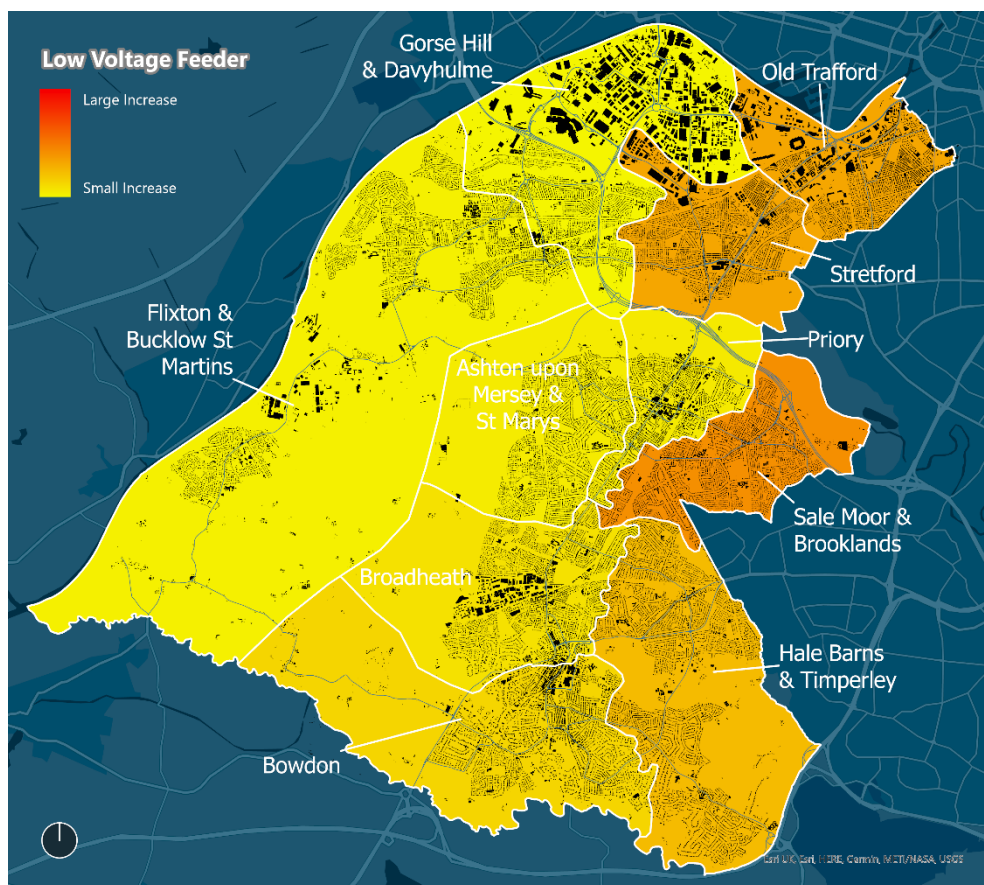 Low Voltage Feeder
Large Increase
Small Increase
Gorse Hill
& Davyhulme
Old Trafford
Stretford
Flixton &
Bucklow St
Martins
Priory
Ashton upon
Mersey &
St Marys
Sale Moor &
Brooklands
Broadheath
Hale Barns
& Timperley
Bowdon
Esri UK, Esri, HERE, Garmin, METI/NASA, USGS